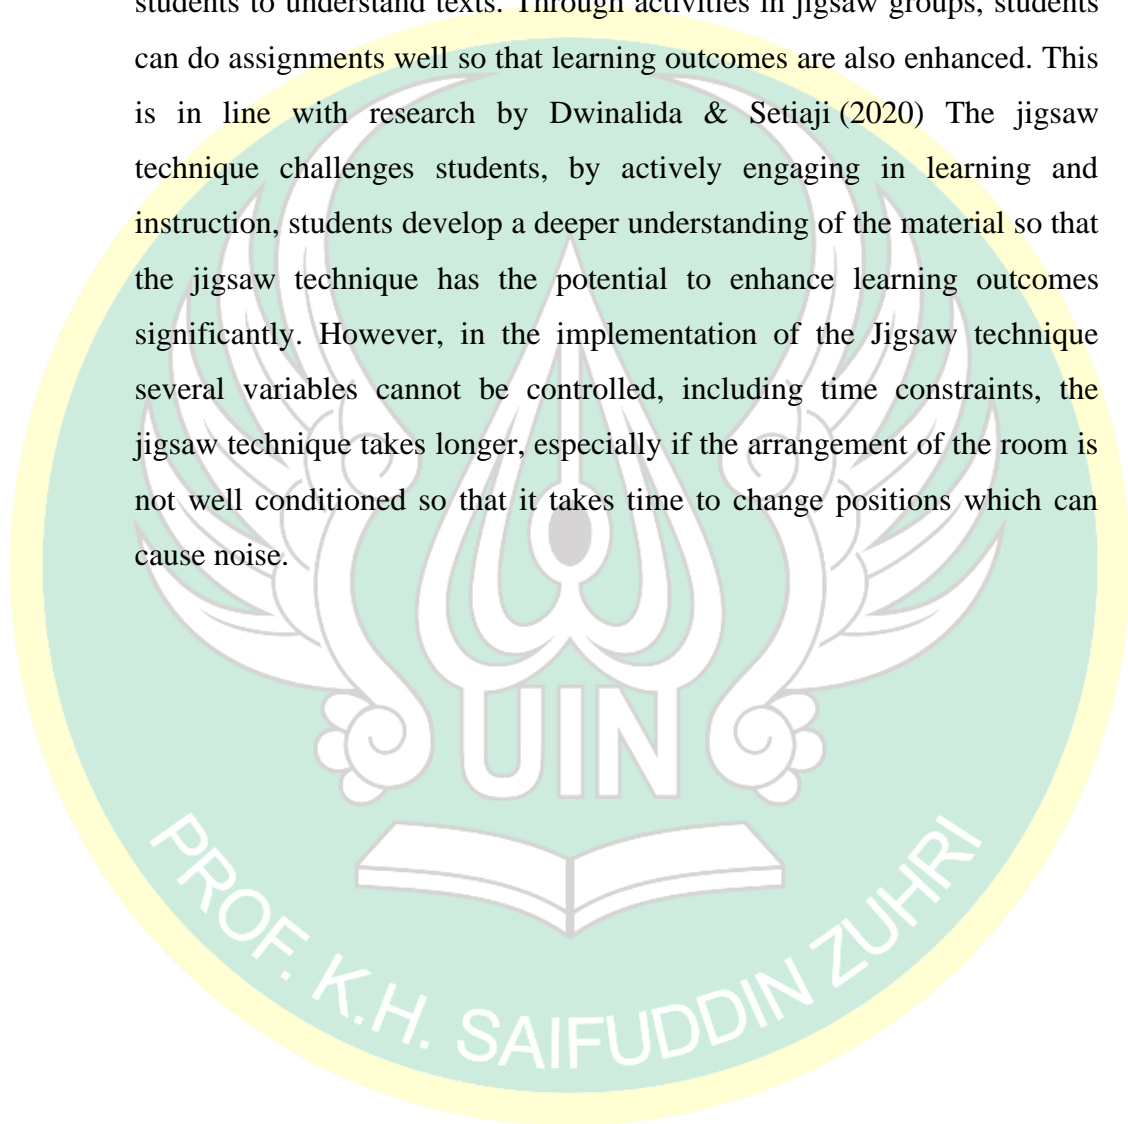 students to understand texts. Through activities in jigsaw groups, students
can do assignments well so that learning outcomes are also enhanced. This
is in line with research by Dwinalida & Setiaji (2020) The jigsaw
technique challenges students, by actively engaging in learning and
instruction, students develop a deeper understanding of the material so that
the jigsaw technique has the potential to enhance learning outcomes
significantly. However, in the implementation of the Jigsaw technique
several variables cannot be controlled, including time constraints, the
jigsaw technique takes longer, especially if the arrangement of the room is
not well conditioned so that it takes time to change positions which can
cause noise.
UIN
PROF. K.H. SAIFUDDIN ZUHRI